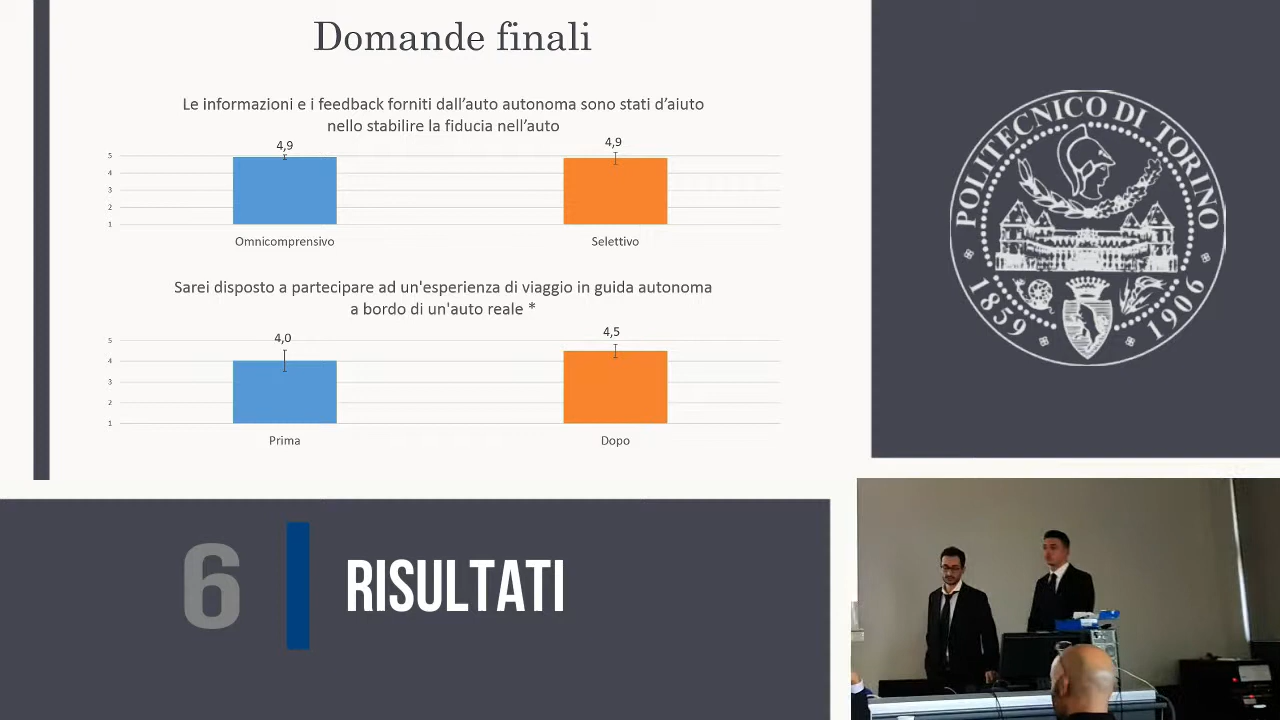 Domande finali
Le informazioni e i feedback forniti dall'auto autonoma sono stati d'aiuto
nello stabilire la fiducia nell'auto
4,9
4,9
5
4
3
2
1
Omnicomprensivo
Selettivo
Sarei disposto a partecipare ad un'esperienza di viaggio in guida autonoma
a bordo di un'auto reale *
4,0
4,5
5
4
3
2
1
Prima
Dopo
POLITECNICO DI TORINO
1859
1906
6
RISULTATI